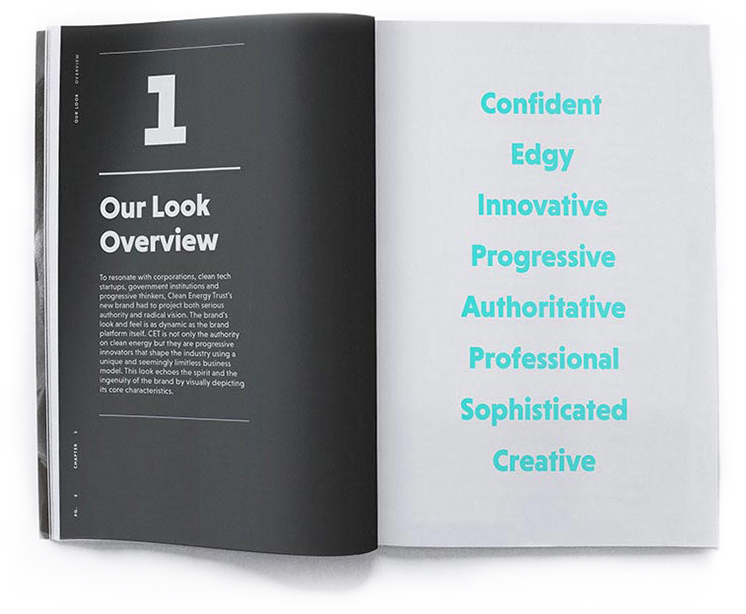 OUR LOOK OVERVIEW
1
Our Look
Overview
To resonate with corporations, clean tech
startups, government institutions and
progressive thinkers, Clean Energy Trust's
new brand had to project both serious
authority and radical vision. The brand's
look and feel is as dynamic as the brand
platform itself. CET is not only the authority
on clean energy but they are progressive
innovators that shape the industry using a
unique and seemingly limitless business
model. This look echoes the spirit and the
ingenuity of the brand by visually depicting
its core characteristics.
PG. CHAPTER 1
Confident
Edgy
Innovative
Progressive
Authoritative
Professional
Sophisticated
Creative